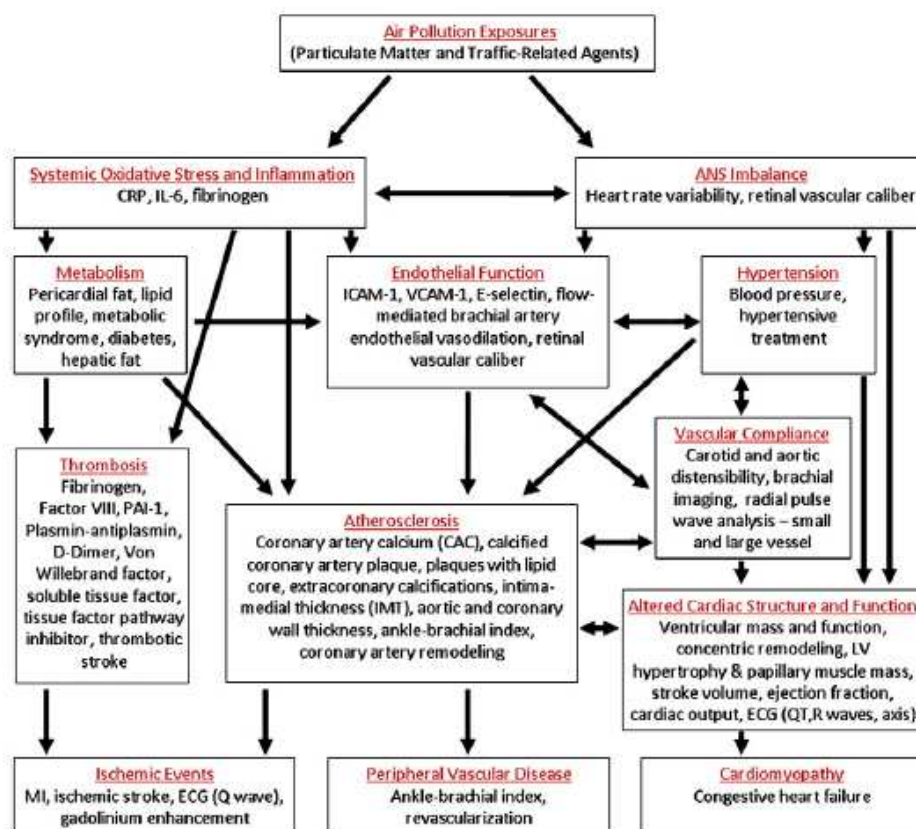 Air Pollution Exposures
(Particulate Matter and Traffic-Related Agents)
Systemic Oxidative Stress and Inflammation
CRP, IL-6, fibrinogen
ANS Imbalance
Heart rate variability, retinal vascular caliber
Metabolism
Pericardial fat, lipid
profile, metabolic
syndrome, diabetes,
hepatic fat
Endothelial Function
ICAM-1, VCAM-1, E-selectin, flow-
mediated brachial artery
endothelial vasodilation, retinal
vascular caliber
Hypertension
Blood pressure,
hypertensive
treatment
Vascular Compliance
Carotid and aortic
distensibility, brachial
imaging, radial pulse
wave analysis – small
and large vessel
Thrombosis
Fibrinogen,
Factor VIII, PAI-1,
Plasmin-antiplasmin,
D-Dimer, Von
Willebrand factor,
soluble tissue factor,
tissue factor pathway
inhibitor, thrombotic
stroke
Atherosclerosis
Coronary artery calcium (CAC), calcified
coronary artery plaque, plaques with lipid
core, extracoronary calcifications, intima-
medial thickness (IMT), aortic and coronary
wall thickness, ankle-brachial index,
coronary artery remodeling
Altered Cardiac Structure and Function
Ventricular mass and function,
concentric remodeling, LV
hypertrophy & papillary muscle mass,
stroke volume, ejection fraction,
cardiac output, ECG (QT,R waves, axis)
Ischemic Events
MI, ischemic stroke, ECG (Q wave),
gadolinium enhancement
Peripheral Vascular Disease
Ankle-brachial index,
revascularization
Cardiomyopathy
Congestive heart failure